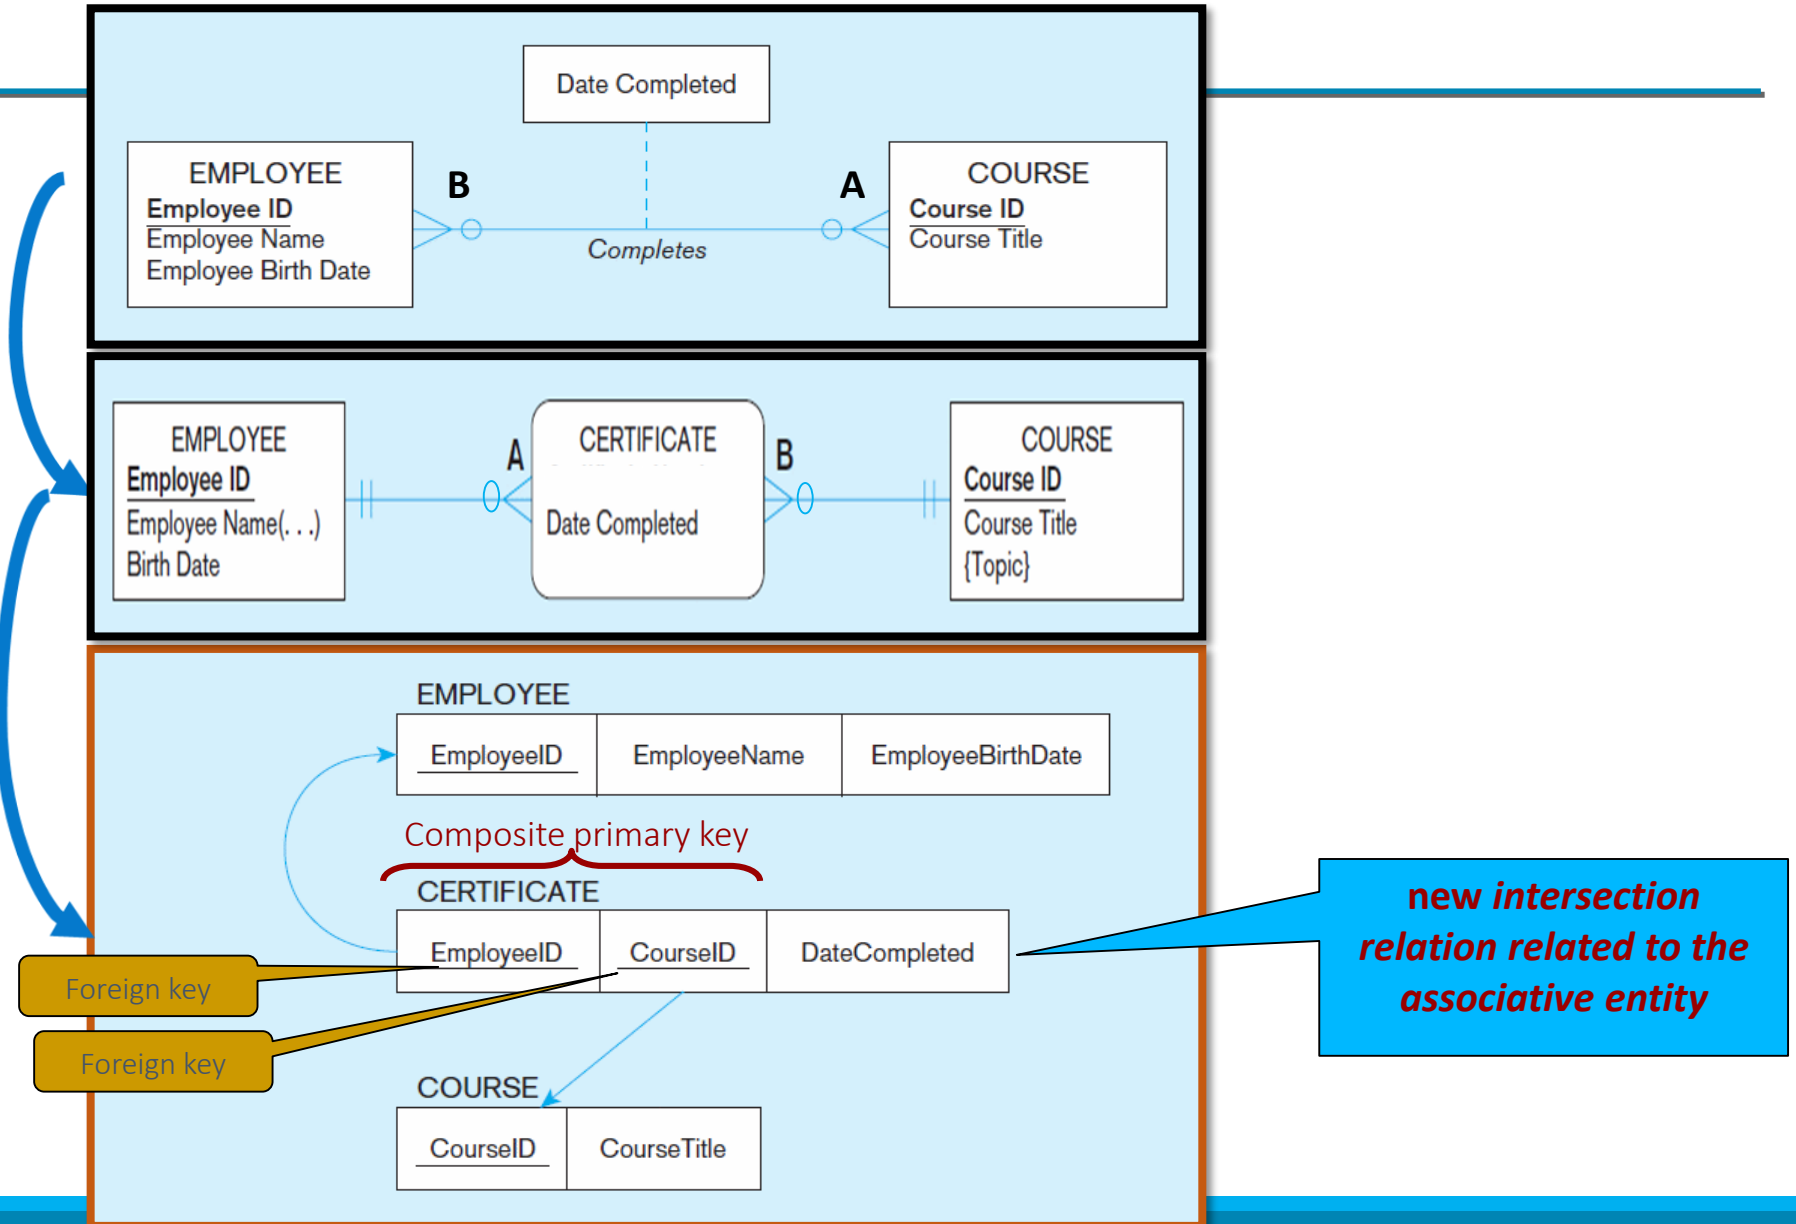 Date Completed
EMPLOYEE
Employee ID
Employee Name
Employee Birth Date
B
Completes
A
COURSE
Course ID
Course Title
EMPLOYEE
Employee ID
Employee Name(. . .)
Birth Date
A
CERTIFICATE
Date Completed
B
COURSE
Course ID
Course Title
{Topic}
EMPLOYEE
EmployeeID EmployeeName EmployeeBirthDate
Composite primary key
CERTIFICATE
EmployeeID CourseID DateCompleted
Foreign key
Foreign key
COURSE
CourseID CourseTitle
new intersection
relation related to the
associative entity